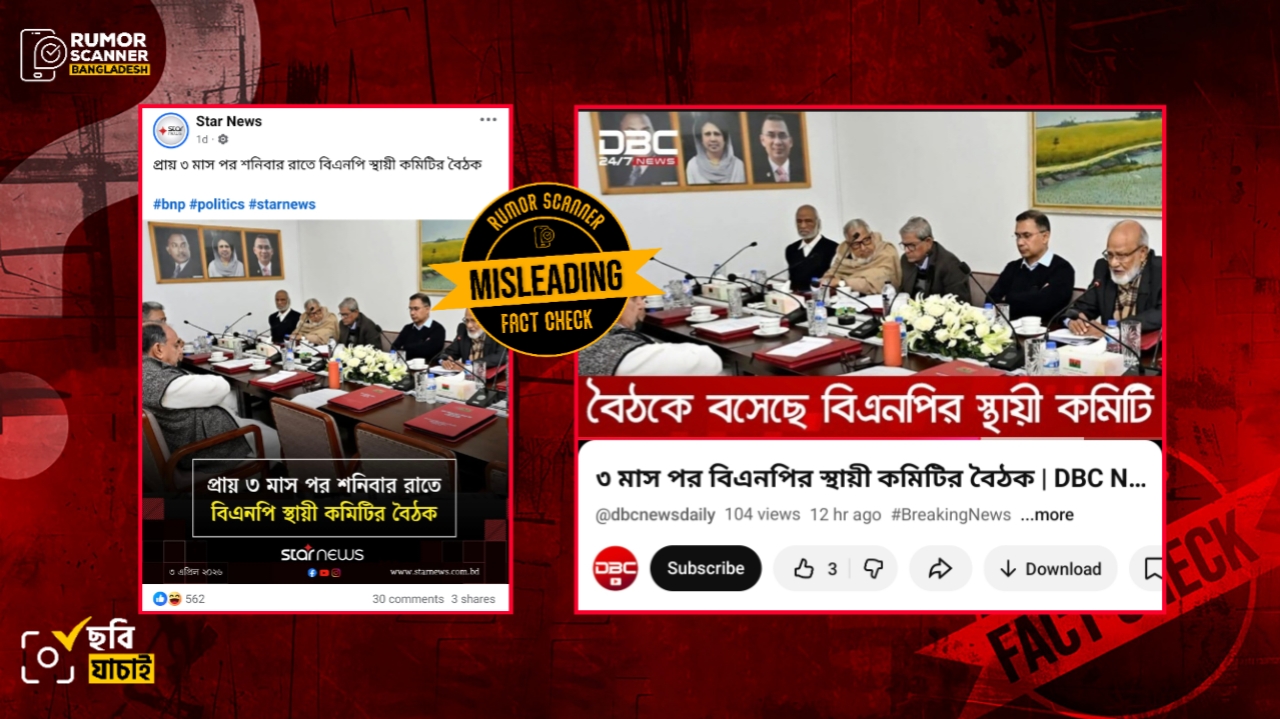 RUMOR
SCANNER
BANGLADESH
Star News
1d
প্রায় ৩ মাস পর শনিবার রাতে বিএনপি স্থায়ী কমিটির বৈঠক
#bnp #politics #starnews
প্রায় ৩ মাস পর শনিবার রাতে
বিএনপি স্থায়ী কমিটির বৈঠক
starNEWS
৩ এপ্রিল ২০২৬
www.starnews.com.bd
562
30 comments 3 shares
RUMOR SCANNER
MISLEADING
FACT CHECK
DBC
24/7 NEWS
বৈঠকে বসেছে বিএনপির স্থায়ী কমিটি
৩ মাস পর বিএনপির স্থায়ী কমিটির বৈঠক | DBC N...
@dbcnewsdaily 104 views 12 hr ago #BreakingNews ...more
DBC
Subscribe
3
Download
ছবি
যাচাই
FACT CHECK